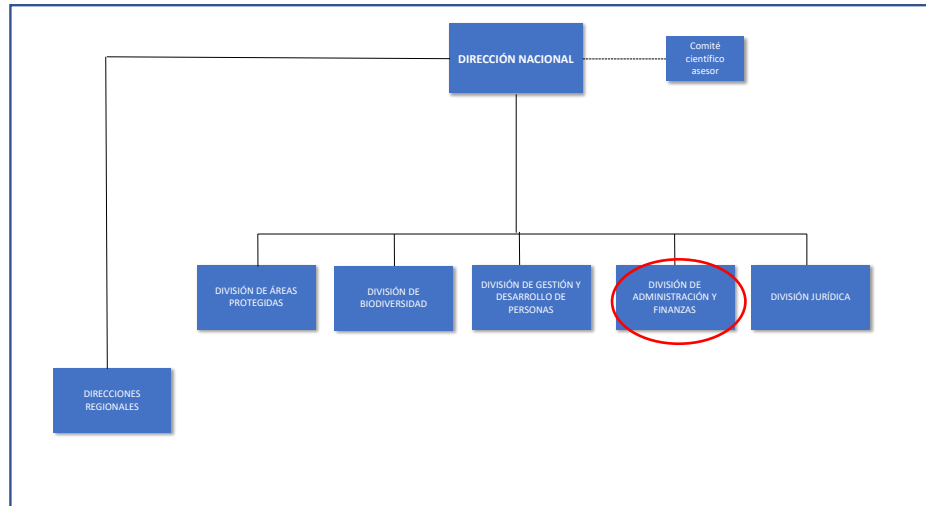 DIRECCIÓN NACIONAL
Comité
científico
asesor
DIVISIÓN DE ÁREAS
PROTEGIDAS
DIVISIÓN DE
BIODIVERSIDAD
DIVISIÓN DE GESTIÓN Y
DESARROLLO DE
PERSONAS
DIVISIÓN DE
ADMINISTRACIÓN Y
FINANZAS
DIVISIÓN JURÍDICA
DIRECCIONES
REGIONALES